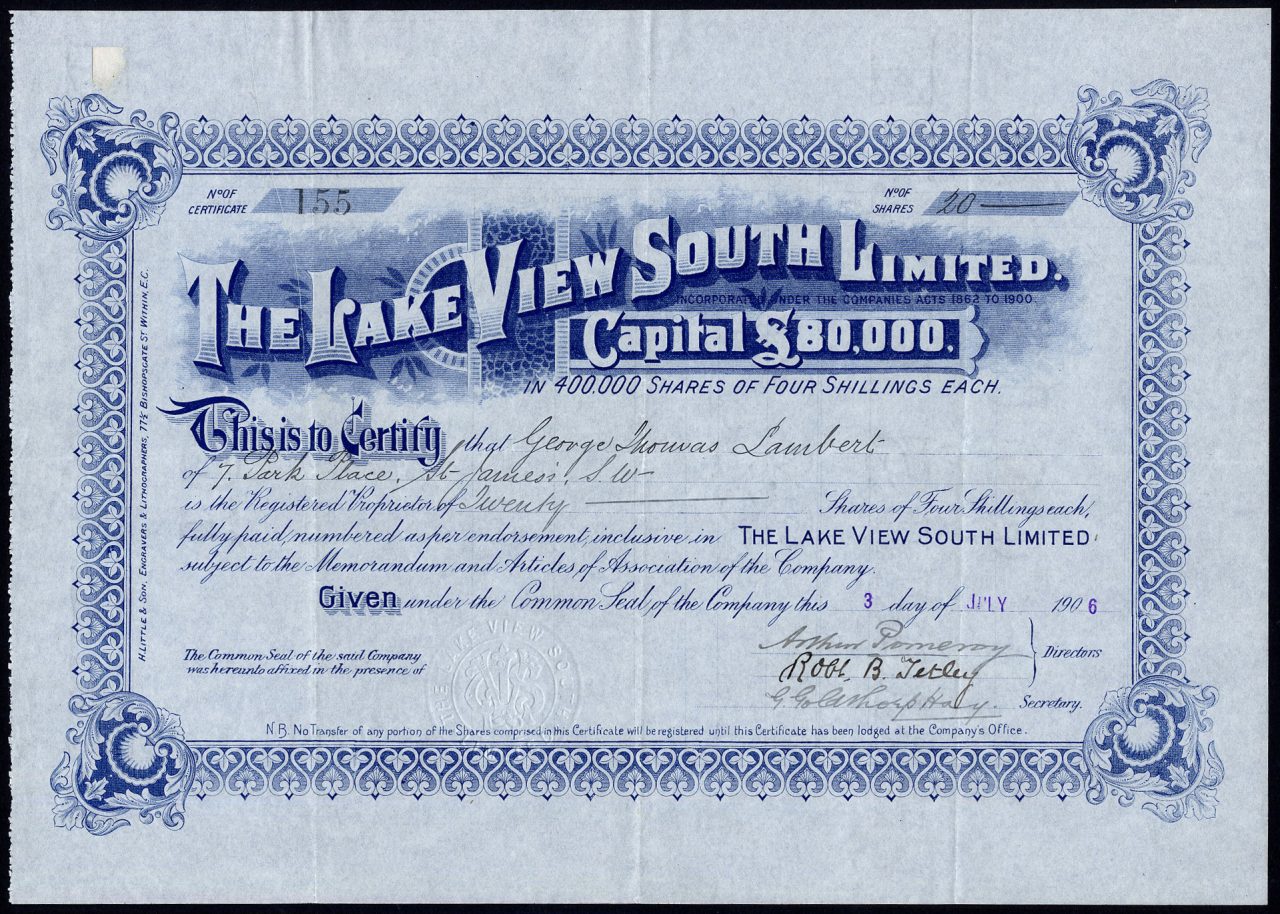 Nº OF CERTIFICATE 155
Nº OF SHARES 20
THE LAKE VIEW SOUTH LIMITED.
INCORPORATED UNDER THE COMPANIES ACTS 1862 TO 1900.
Capital £80,000,
IN 400.000 SHARES OF FOUR SHILLINGS EACH.
This is to Certify that George Thomas Lambert
of 7, Park Place, St James's, S.W
is the Registered Proprietor of Twenty Shares of Four Shillings each,
fully paid, numbered as per endorsement, inclusive in THE LAKE VIEW SOUTH LIMITED
subject to the Memorandum and Articles of Association of the Company.
Given under the Common Seal of the Company this 3 day of JULY 1906
The Common Seal of the said Company
was hereunto affixed in the presence of
Arthur Pomeroy
Robt. B. Tetley
Directors
Secretary.
N.B. No Transfer of any portion of the Shares comprised in this Certificate will be registered until this Certificate has been lodged at the Company's Office.
H. LITTLE & SON, ENGRAVERS & LITHOGRAPHERS, 77½ BISHOPSGATE ST WITHIN, E.C.
VIEW SOUT